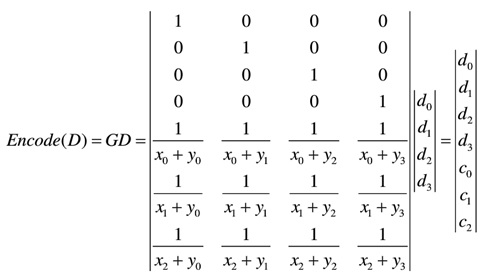 1 0 0 0
0 1 0 0
0 0 1 0
0 0 0 1
Encode(D) = GD = 1/(x₀ + y₀) 1/(x₀ + y₁) 1/(x₀ + y₂) 1/(x₀ + y₃)
1/(x₁ + y₀) 1/(x₁ + y₁) 1/(x₁ + y₂) 1/(x₁ + y₃)
1/(x₂ + y₀) 1/(x₂ + y₁) 1/(x₂ + y₂) 1/(x₂ + y₃)
d₀
d₁
d₂
d₃
=
d₀
d₁
d₂
d₃
c₀
c₁
c₂